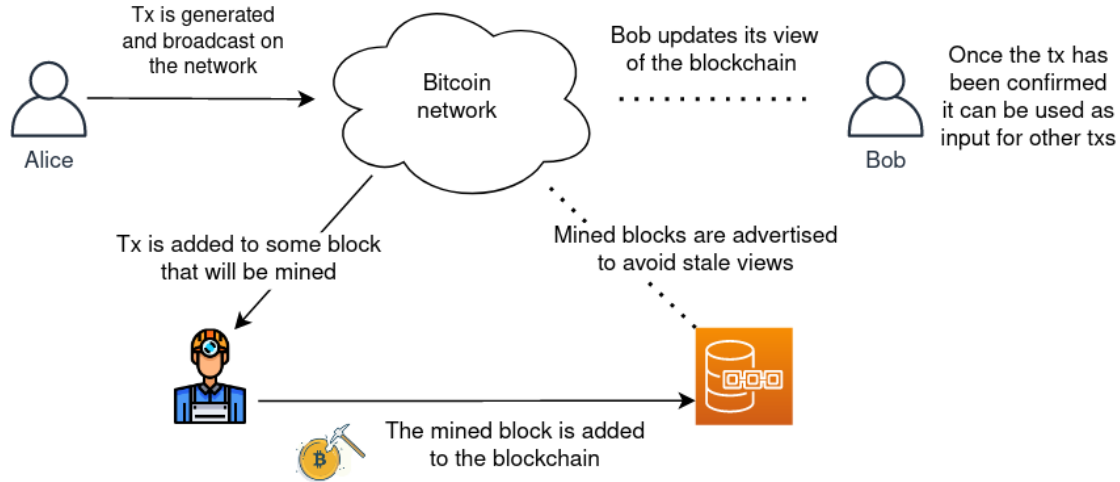 Tx is generated
and broadcast on
the network
Alice
Bitcoin
network
Bob updates its view
of the blockchain
Bob
Once the tx has
been confirmed
it can be used as
input for other txs
Tx is added to some block
that will be mined
Mined blocks are advertised
to avoid stale views
The mined block is added
to the blockchain